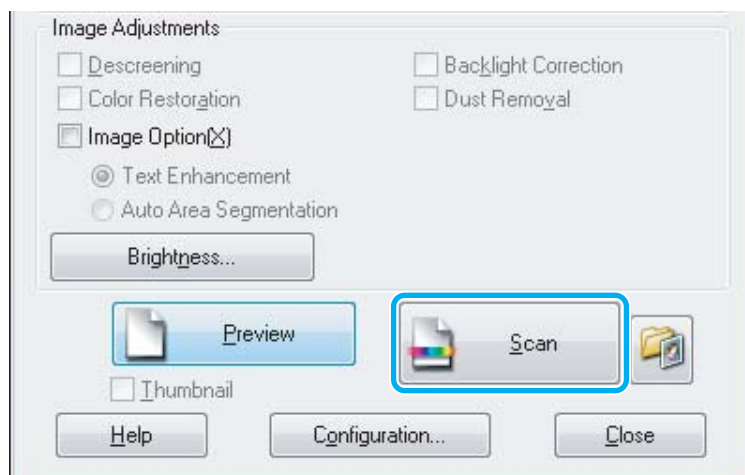 Image Adjustments
Descreening Backlight Correction
Color Restoration Dust Removal
Image Option(X)
Text Enhancement
Auto Area Segmentation
Brightness...
Preview Scan
Thumbnail
Help Configuration... Close